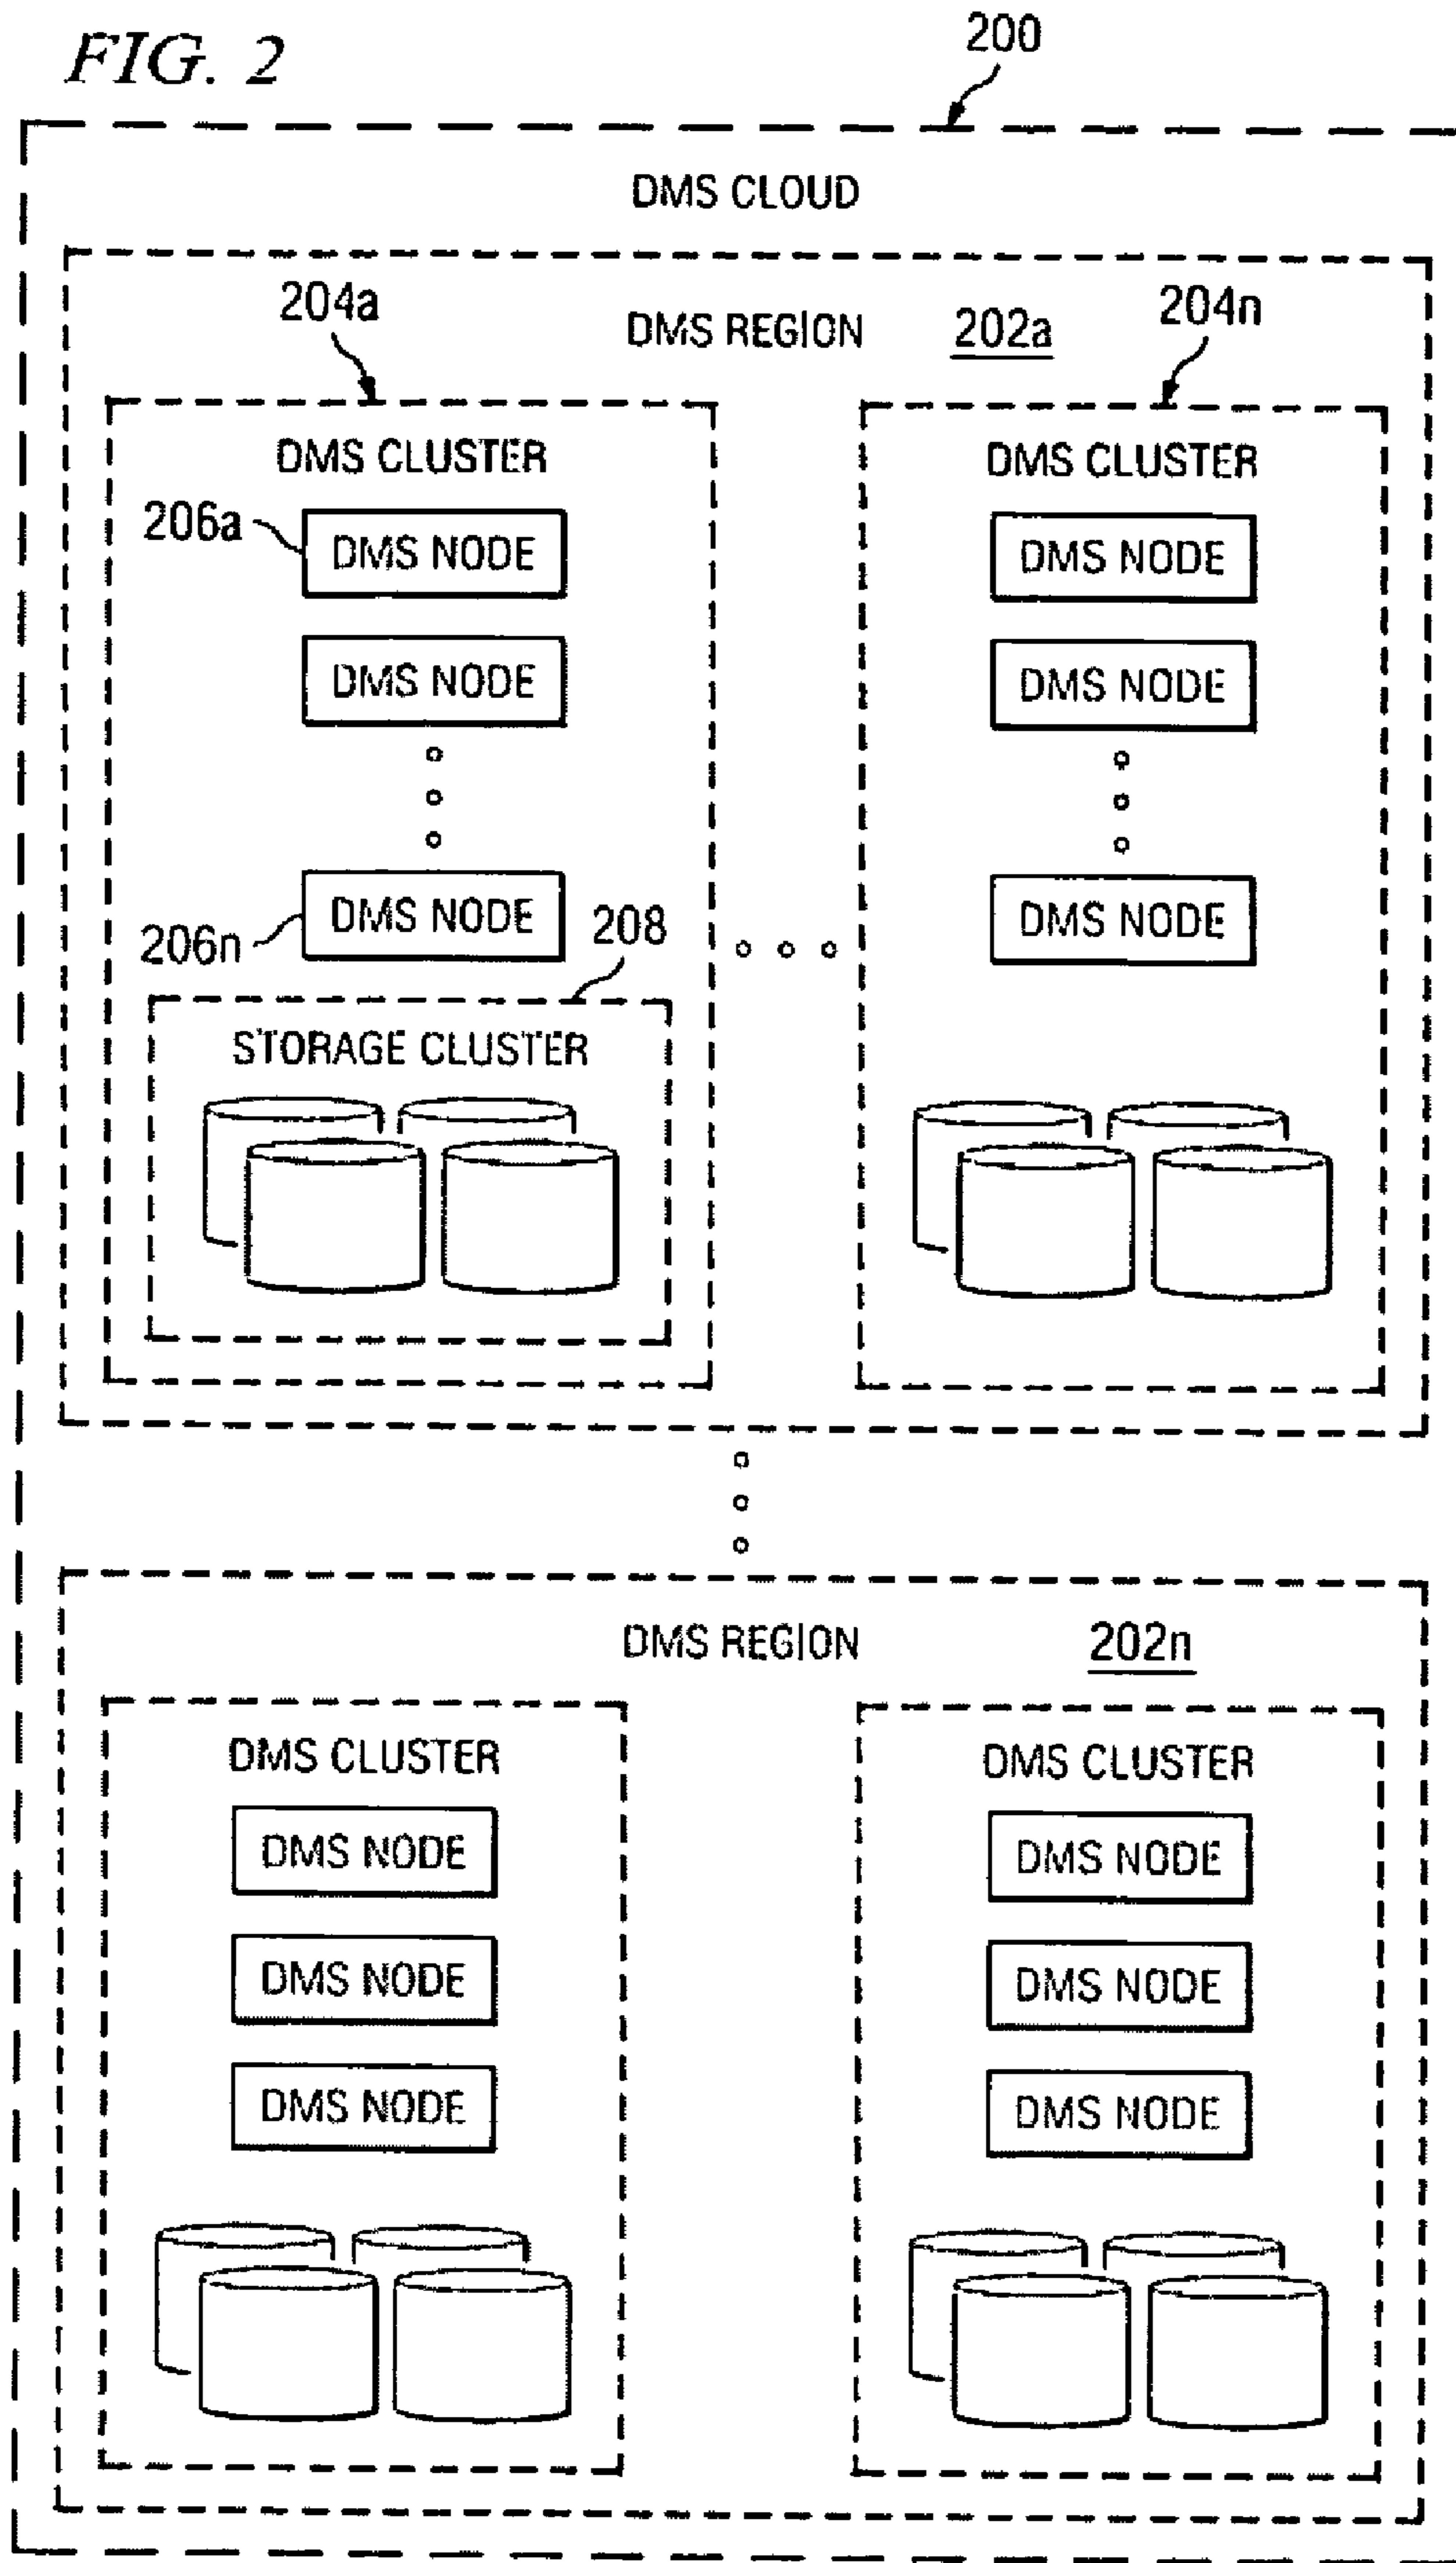 FIG. 2
200
DMS CLOUD
204a
DMS REGION 202a
204n
DMS CLUSTER
206a
DMS NODE
DMS NODE
DMS NODE
206n
208
STORAGE CLUSTER
DMS CLUSTER
DMS NODE
DMS NODE
DMS NODE
DMS REGION 202n
DMS CLUSTER
DMS NODE
DMS NODE
DMS NODE
DMS CLUSTER
DMS NODE
DMS NODE
DMS NODE